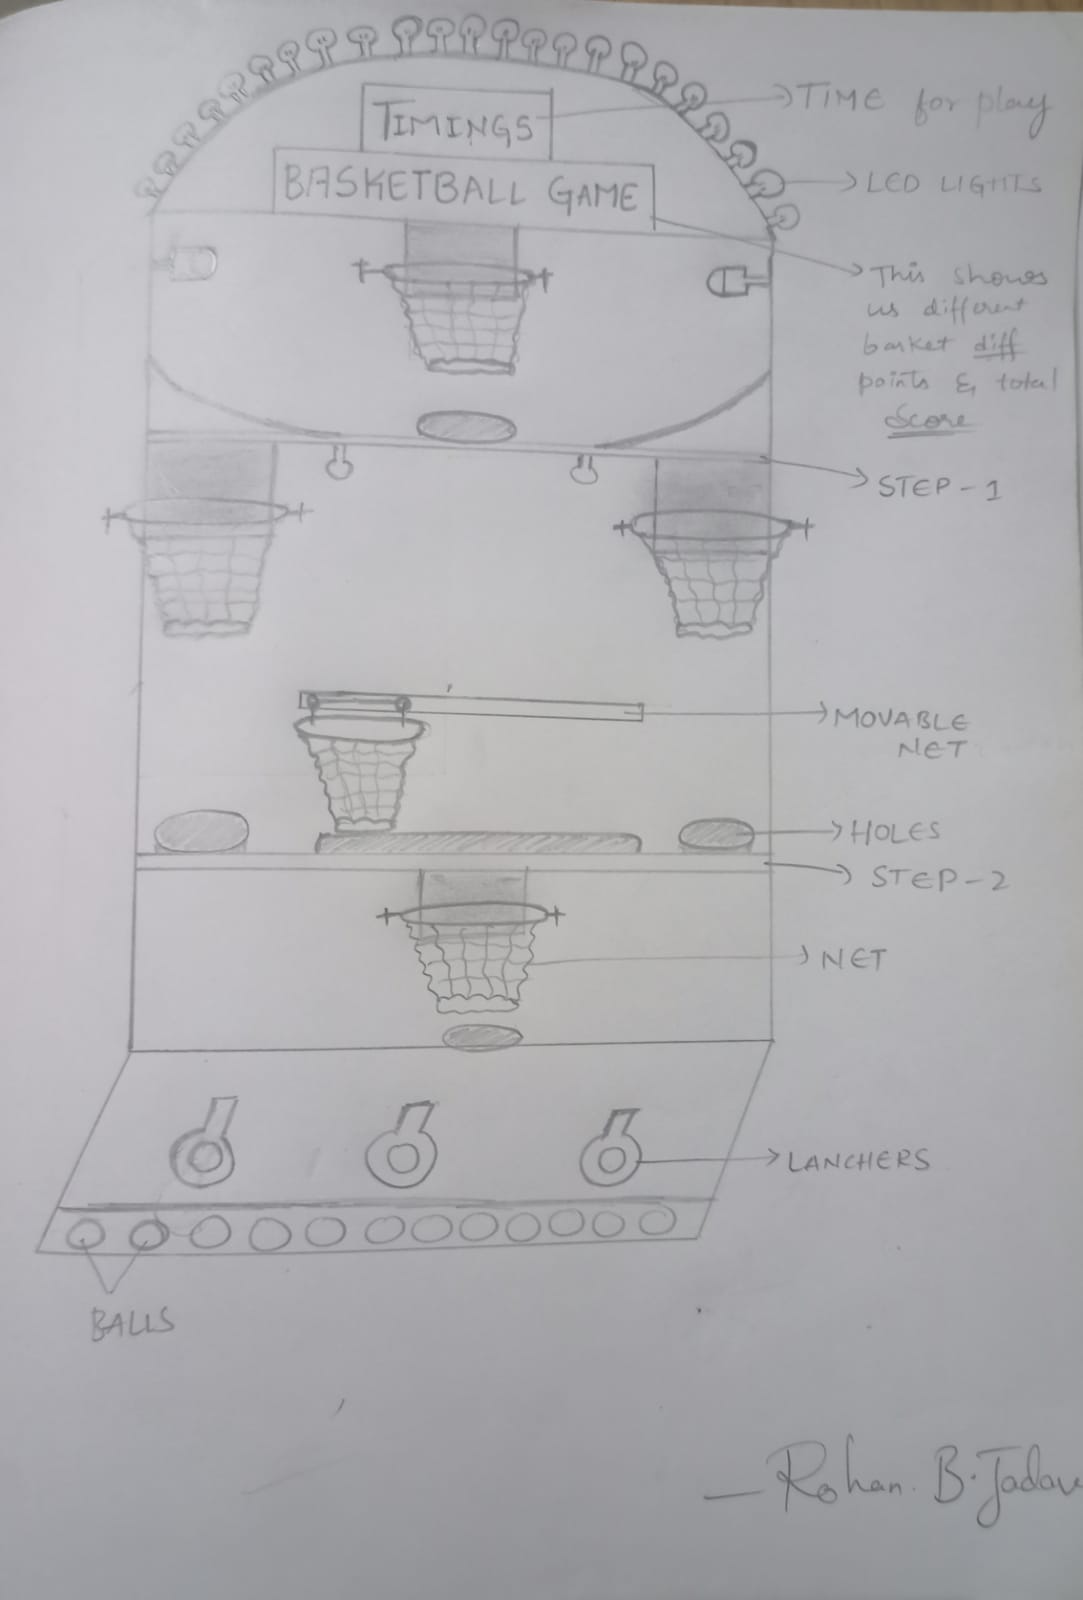 TIMINGS
TIME for play
BASKETBALL GAME
LED LIGHTS
This shows
us different
basket diff
points & total
Score
STEP-1
MOVABLE
NET
HOLES
STEP-2
NET
LANCHERS
BALLS
— Rohan. B. Jadav